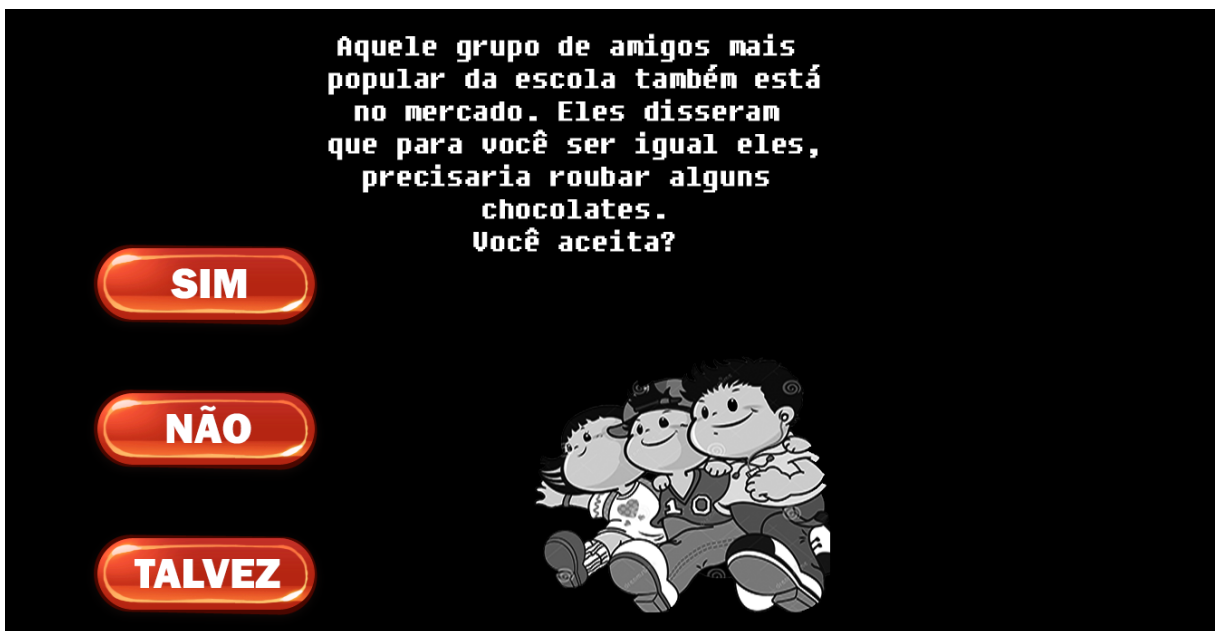 Aquele grupo de amigos mais
popular da escola também está
no mercado. Eles disseram
que para você ser igual eles,
precisaria roubar alguns
chocolates.
Você aceita?
SIM
NÃO
TALVEZ
10